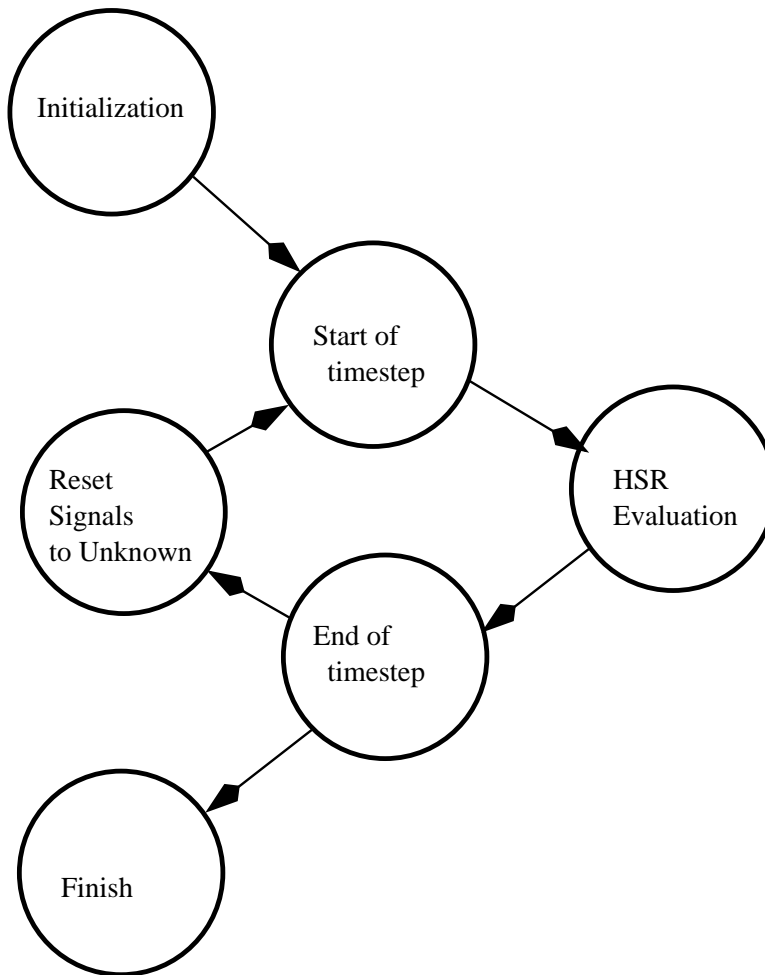 Initialization
Start of
timestep
Reset
Signals
to Unknown
HSR
Evaluation
End of
timestep
Finish